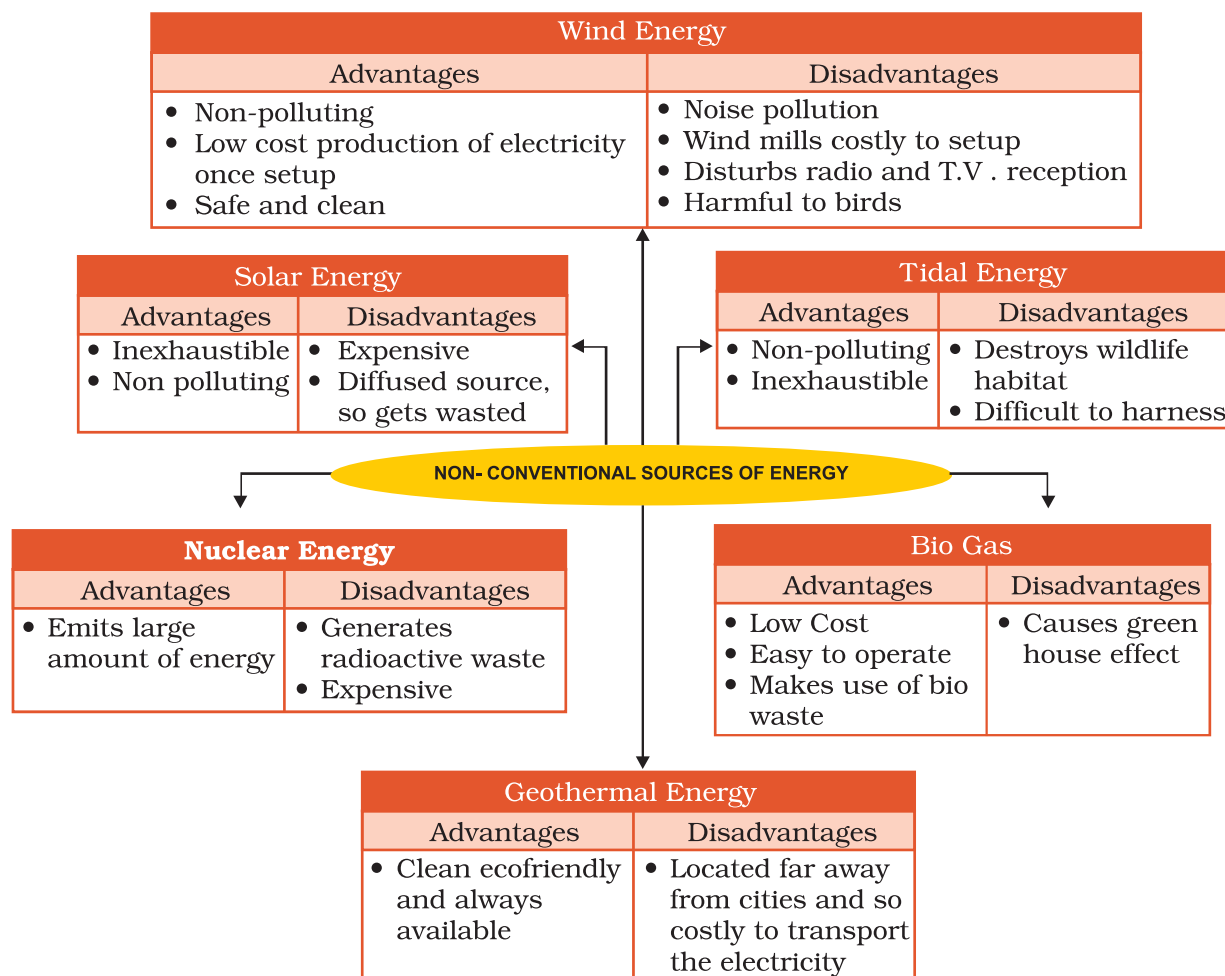 Wind Energy
Advantages
Disadvantages
• Non-polluting
• Low cost production of electricity
once setup
• Safe and clean
• Noise pollution
• Wind mills costly to setup
• Disturbs radio and T.V . reception
• Harmful to birds
Solar Energy
Advantages
Disadvantages
• Inexhaustible
• Non polluting
• Expensive
• Diffused source,
so gets wasted
Tidal Energy
Advantages
Disadvantages
• Non-polluting
• Inexhaustible
• Destroys wildlife
habitat
• Difficult to harness
NON- CONVENTIONAL SOURCES OF ENERGY
Nuclear Energy
Advantages
Disadvantages
• Emits large
amount of energy
• Generates
radioactive waste
• Expensive
Bio Gas
Advantages
Disadvantages
• Low Cost
• Easy to operate
• Makes use of bio
waste
• Causes green
house effect
Geothermal Energy
Advantages
Disadvantages
• Clean ecofriendly
and always
available
• Located far away
from cities and so
costly to transport
the electricity